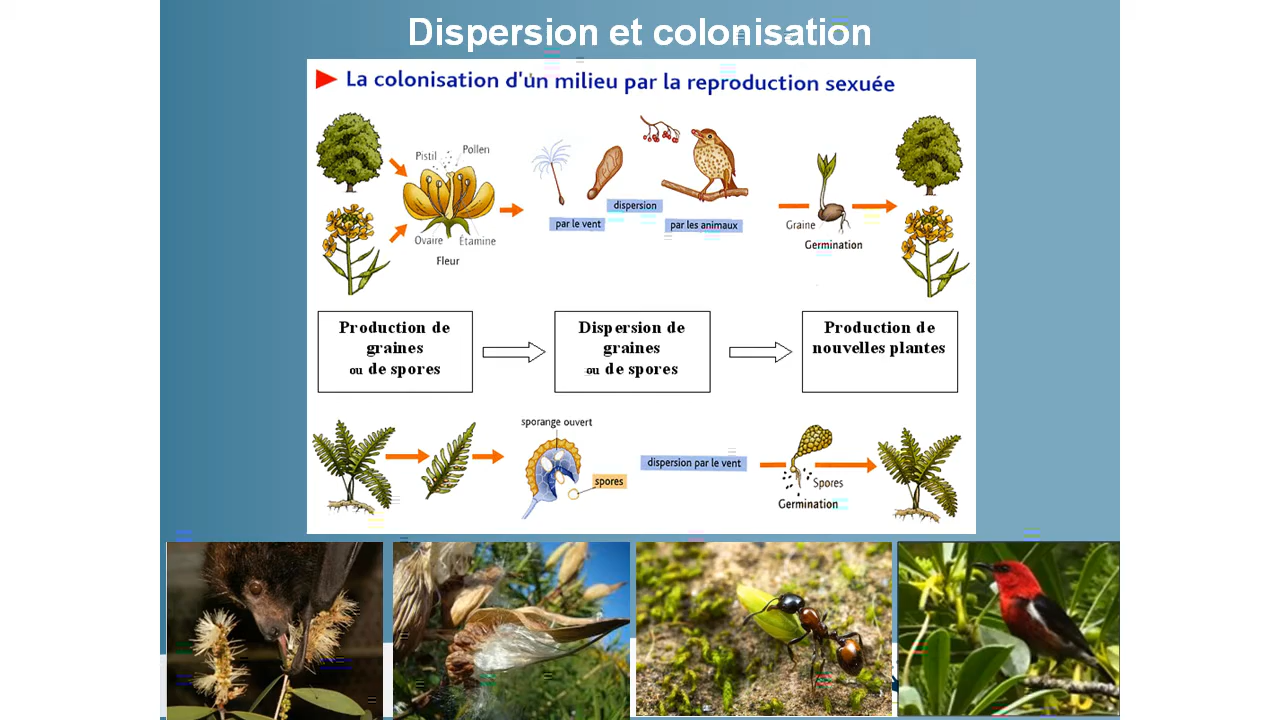 Dispersion et colonisation
La colonisation d'un milieu par la reproduction sexuée
Pistil
Pollen
Ovaire
Étamine
Fleur
dispersion
par le vent
par les animaux
Graine
Germination
Production de
graines
ou de spores
Dispersion de
graines
ou de spores
Production de
nouvelles plantes
sporange ouvert
spores
dispersion par le vent
Spores
Germination